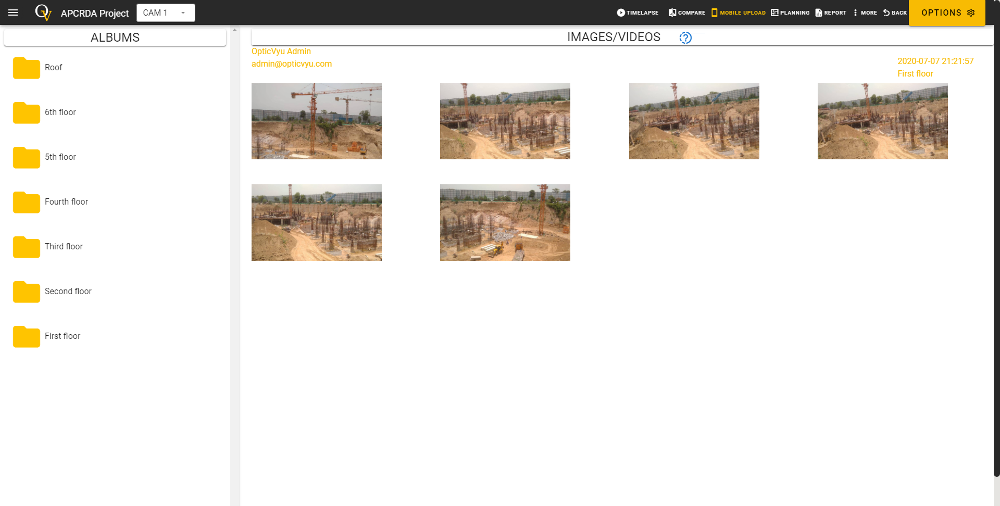 APCRDA Project
CAM 1
TIMELAPSE
COMPARE
MOBILE UPLOAD
PLANNING
REPORT
MORE
BACK
OPTIONS
ALBUMS
Roof
6th floor
5th floor
Fourth floor
Third floor
Second floor
First floor
IMAGES/VIDEOS
OpticVyu Admin
admin@opticvyu.com
2020-07-07 21:21:57
First floor